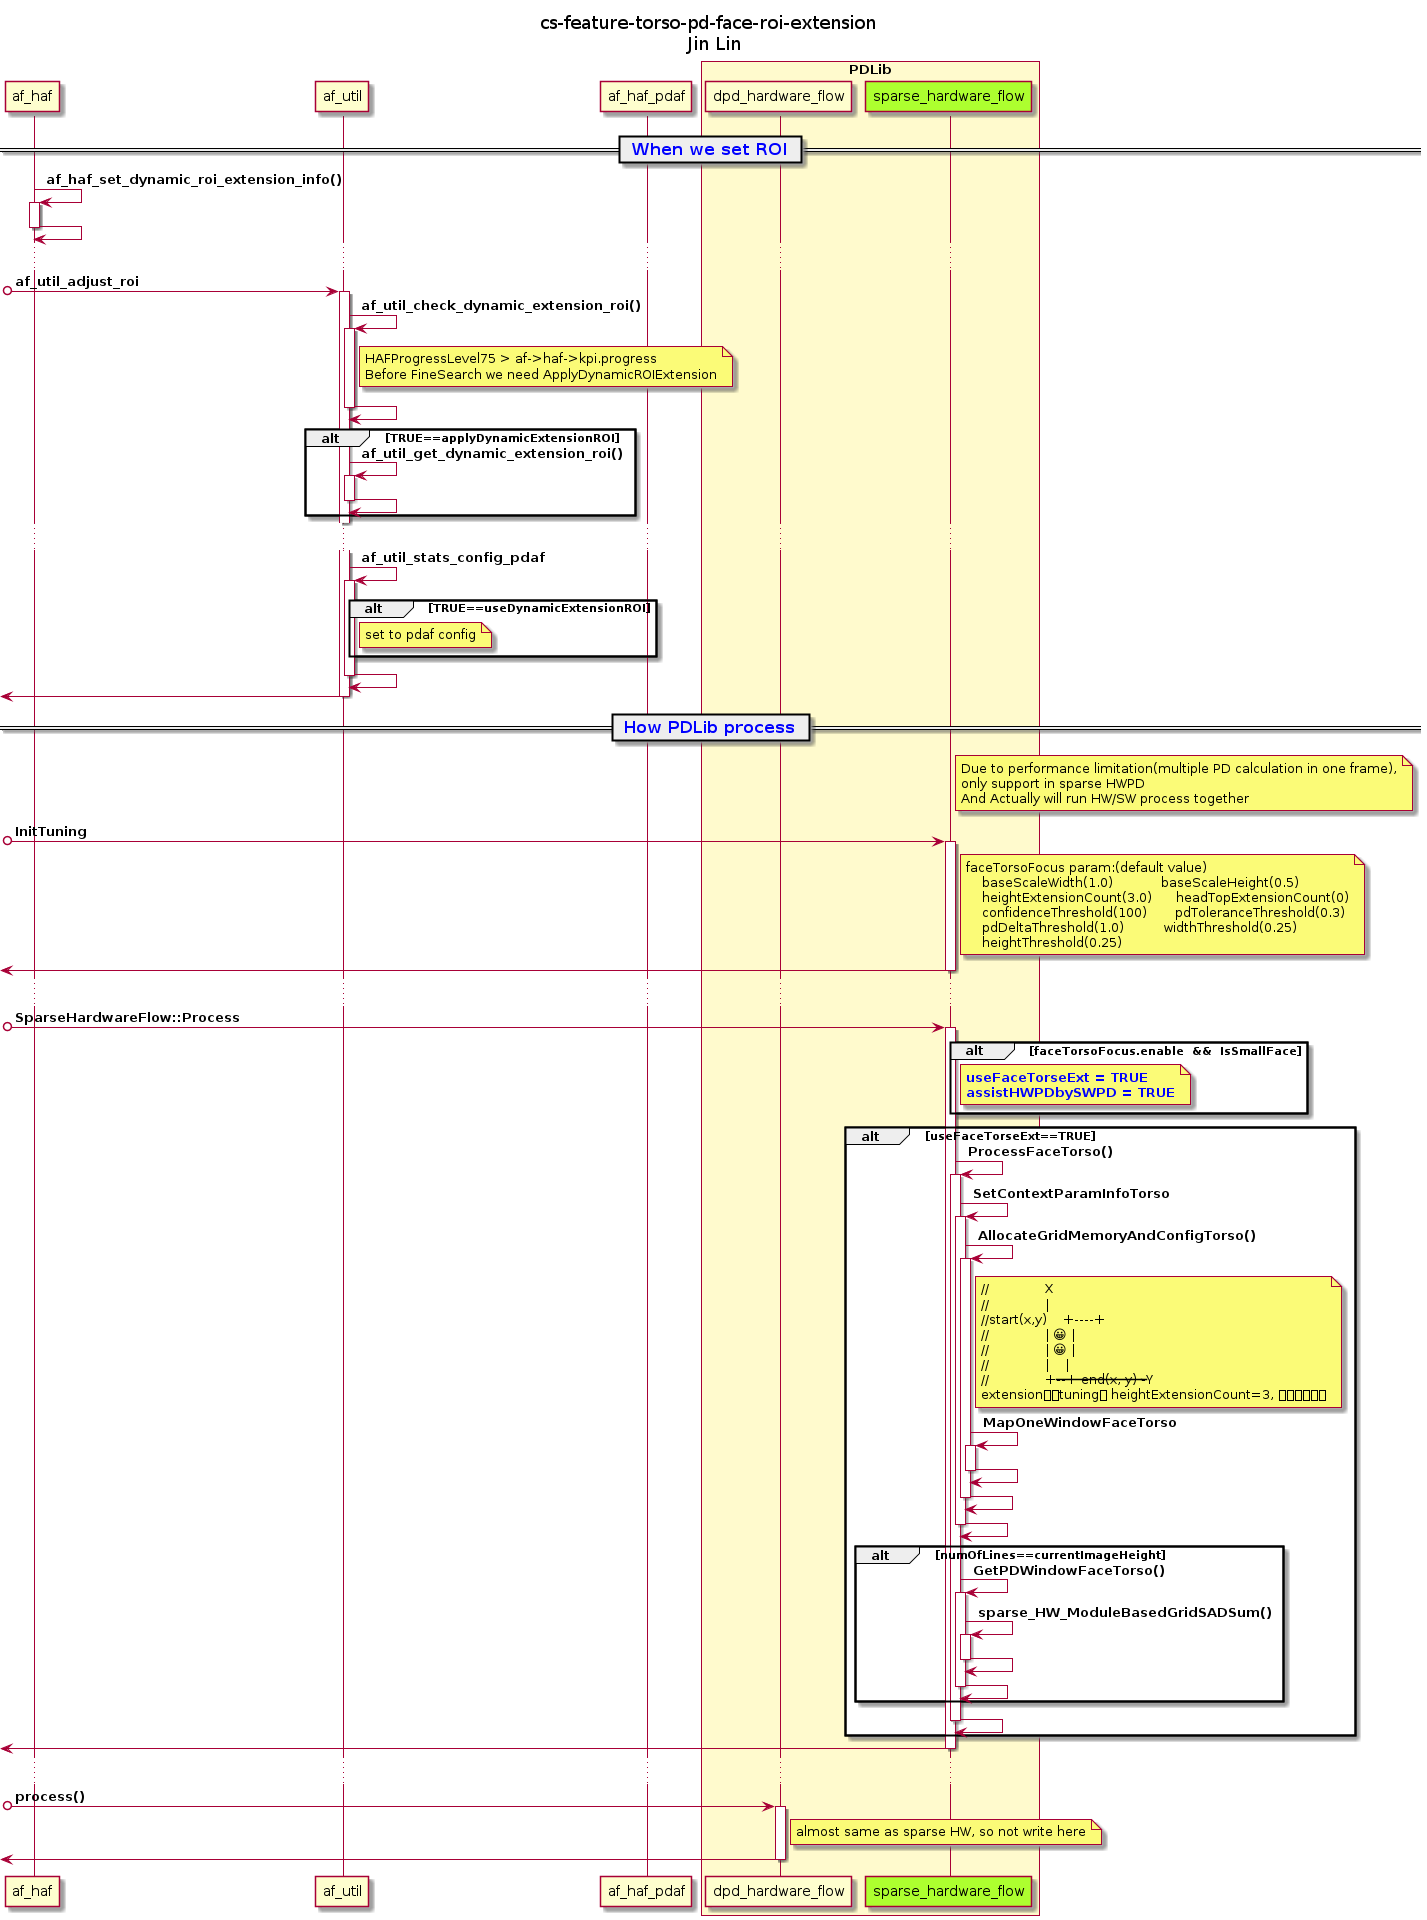 cs-feature-torso-pd-face-roi-extension
Jin Lin
PDLib
af_haf
af_util
af_haf_pdaf
dpd_hardware_flow
sparse_hardware_flow
When we set ROI
af_haf_set_dynamic_roi_extension_info()
af_util_adjust_roi
af_util_check_dynamic_extension_roi()
HAFProgressLevel75 > af->haf->kpi.progress
Before FineSearch we need ApplyDynamicROIExtension
alt [TRUE==applyDynamicExtensionROI]
af_util_get_dynamic_extension_roi()
af_util_stats_config_pdaf
alt [TRUE==useDynamicExtensionROI]
set to pdaf config
How PDLib process
Due to performance limitation(multiple PD calculation in one frame),
only support in sparse HWPD
And Actually will run HW/SW process together
InitTuning
faceTorsoFocus param:(default value)
baseScaleWidth(1.0) baseScaleHeight(0.5)
heightExtensionCount(3.0) headTopExtensionCount(0)
confidenceThreshold(100) pdToleranceThreshold(0.3)
pdDeltaThreshold(1.0) widthThreshold(0.25)
heightThreshold(0.25)
SparseHardwareFlow::Process
alt [faceTorsoFocus.enable && IsSmallFace]
useFaceTorseExt = TRUE
assistHWPDbySWPD = TRUE
alt [useFaceTorseExt==TRUE]
ProcessFaceTorso()
SetContextParamInfoTorso
AllocateGridMemoryAndConfigTorso()
// X
// |
//start(x,y) +----+
// | 😀 |
// | 😀 |
// | |
// +--+ end(x, y) -Y
extension□□tuning□ heightExtensionCount=3, □□□□□□
MapOneWindowFaceTorso
alt [numOfLines==currentImageHeight]
GetPDWindowFaceTorso()
sparse_HW_ModuleBasedGridSADSum()
process()
almost same as sparse HW, so not write here
af_haf
af_util
af_haf_pdaf
dpd_hardware_flow
sparse_hardware_flow